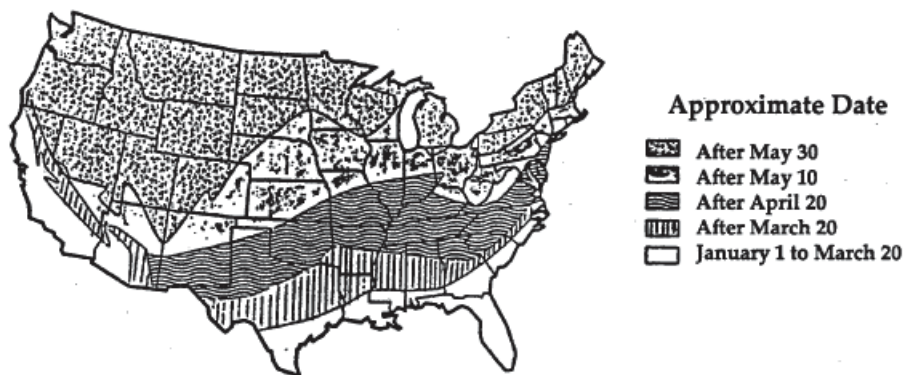 Approximate Date
After May 30
After May 10
After April 20
After March 20
January 1 to March 20